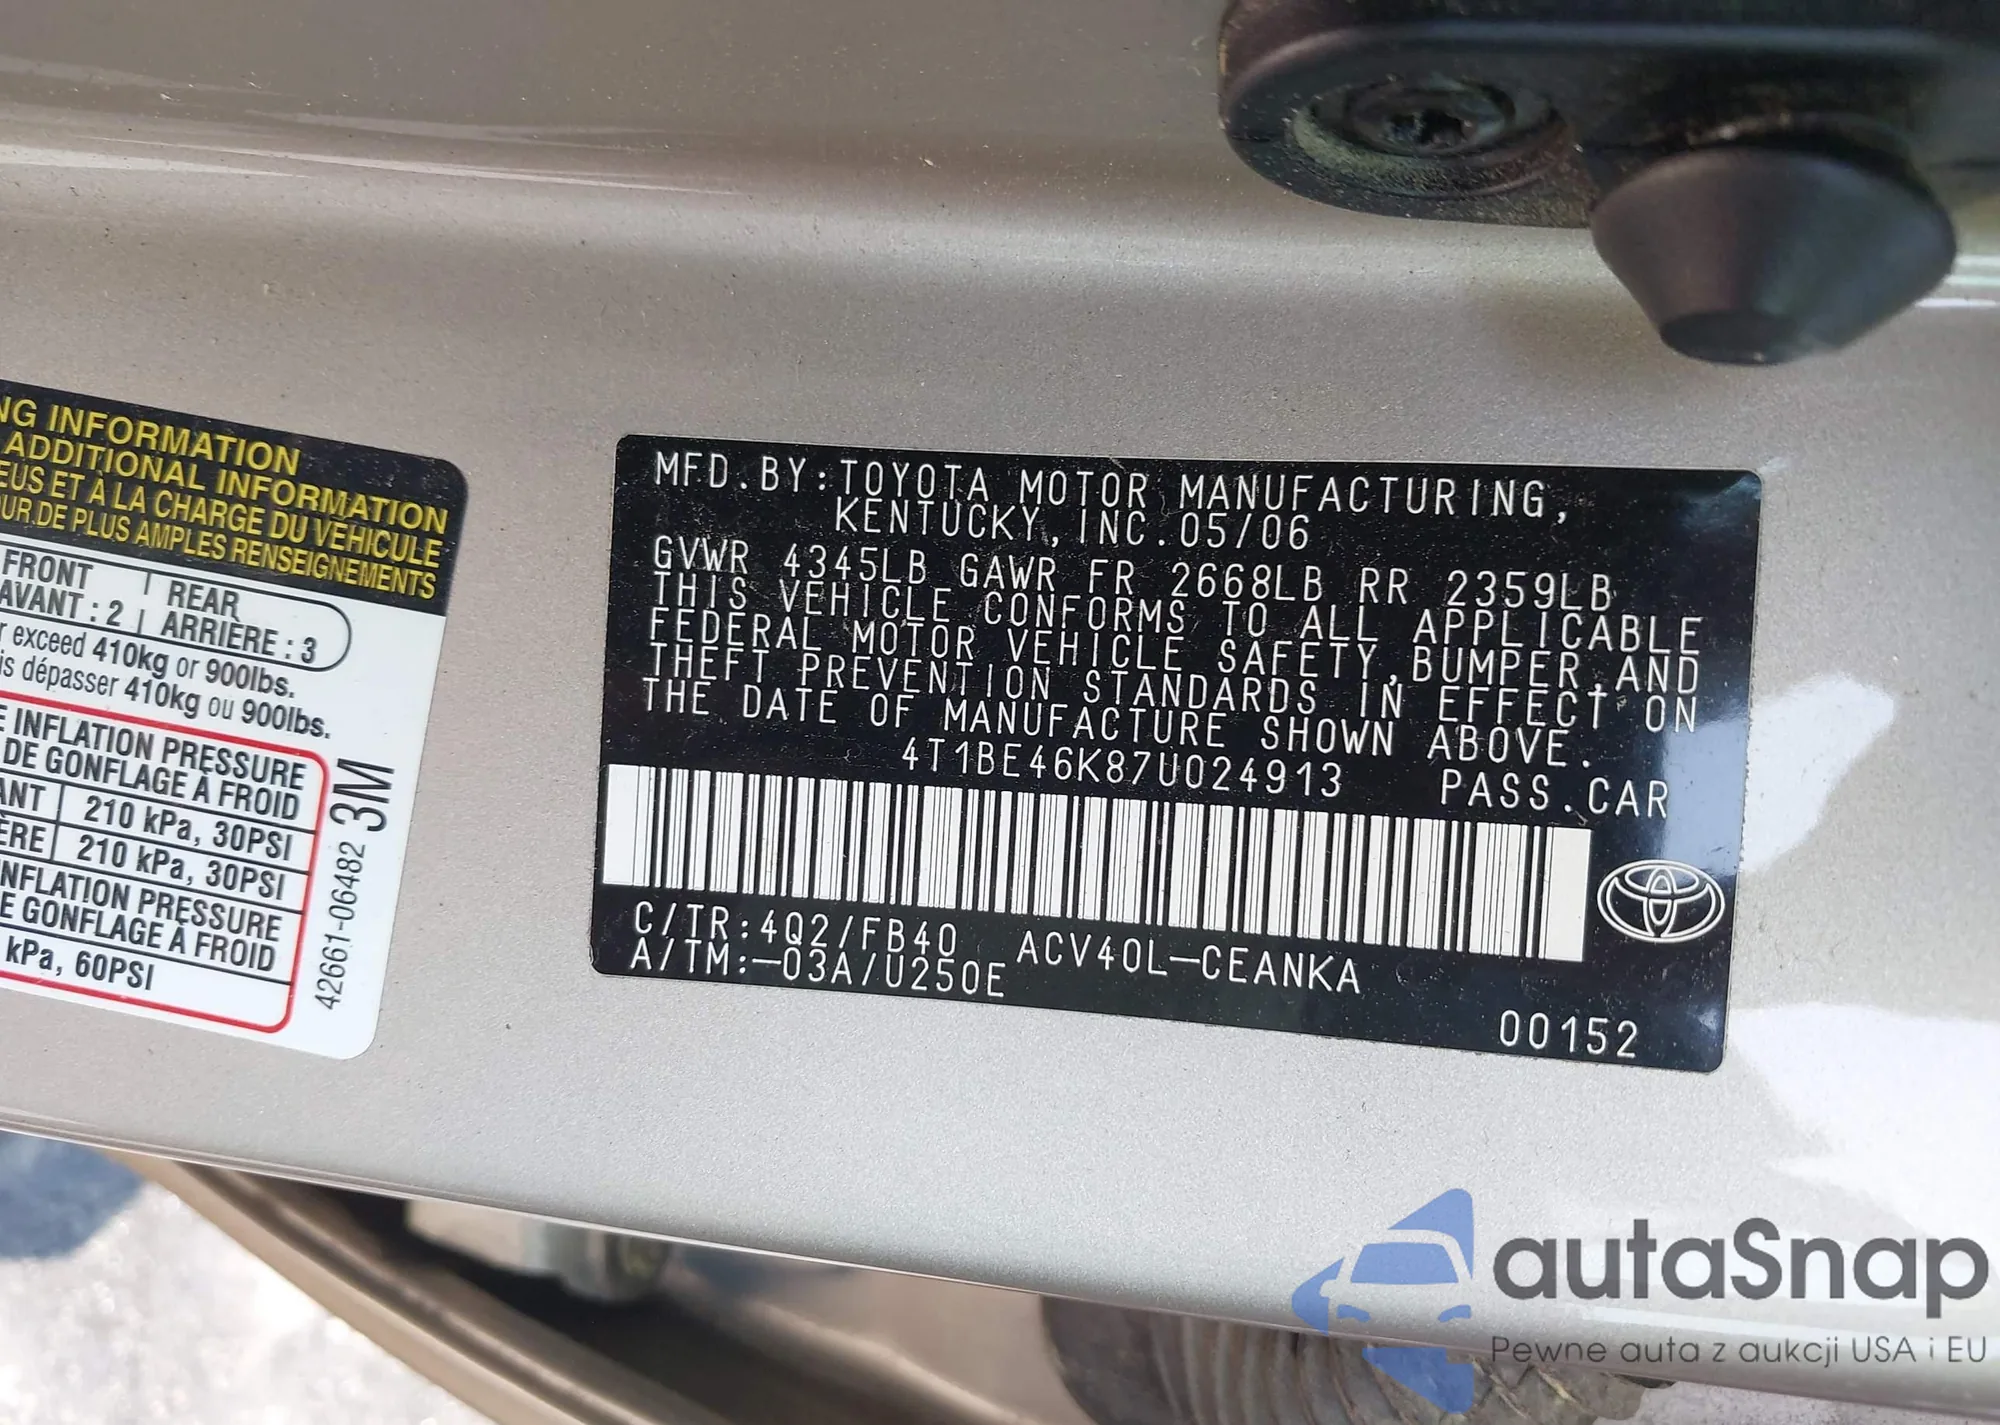 NG INFORMATION
ADDITIONAL INFORMATION
EUS ET À LA CHARGE DU VÉHICULE
OUR DE PLUS AMPLES RENSEIGNEMENTS
FRONT REAR
AVANT : 2 ARRIÈRE : 3
r exceed 410kg or 900lbs.
is dépasser 410kg ou 900lbs.
E INFLATION PRESSURE
DE GONFLAGE À FROID
ANT 210 kPa, 30PSI
ÈRE 210 kPa, 30PSI
NFLATION PRESSURE
E GONFLAGE À FROID
kPa, 60PSI
42661-06482 3M
MFD.BY:TOYOTA MOTOR MANUFACTURING,
KENTUCKY, INC.05/06
GVWR 4345LB GAWR FR 2668LB RR 2359LB
THIS VEHICLE CONFORMS TO ALL APPLICABLE
FEDERAL MOTOR VEHICLE SAFETY,BUMPER,AND
THEFT PREVENTION STANDARDS IN EFFECT ON
THE DATE OF MANUFACTURE SHOWN ABOVE.
4T1BE46K87U024913 PASS.CAR
C/TR:4Q2/FB40 ACV40L-CEANKA
A/TM:-03A/U250E
00152
autaSnap
Pewne auta z aukcji USA i EU